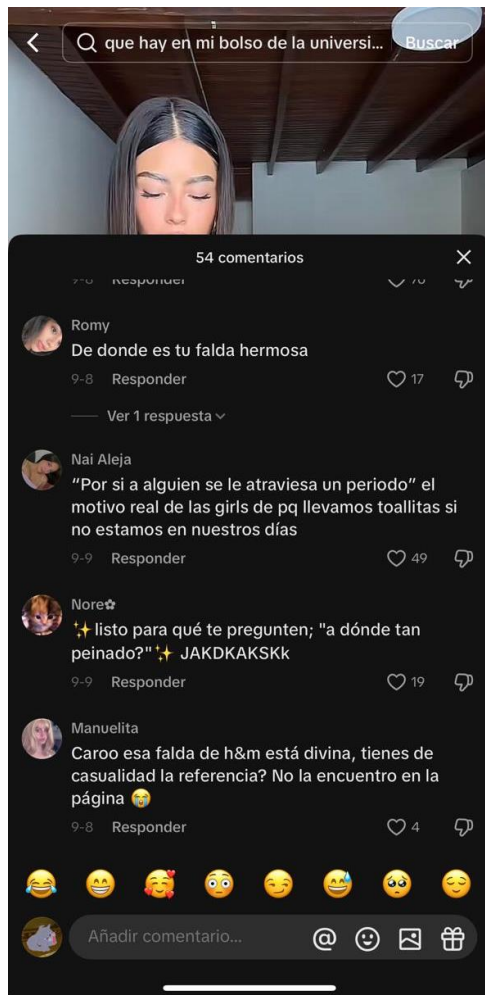 que hay en mi bolso de la universi...
Buscar
54 comentarios
Responder
Romy
De donde es tu falda hermosa
9-8 Responder 17
Ver 1 respuesta
Nai Aleja
“Por si a alguien se le atraviesa un periodo” el
motivo real de las girls de pq llevamos toallitas si
no estamos en nuestros días
9-9 Responder 49
Nore✿
✨listo para qué te pregunten; "a dónde tan
peinado?"✨ JAKDKAKSKk
9-9 Responder 19
Manuelita
Caroo esa falda de h&m está divina, tienes de
casualidad la referencia? No la encuentro en la
página 😭
9-8 Responder 4
Añadir comentario...